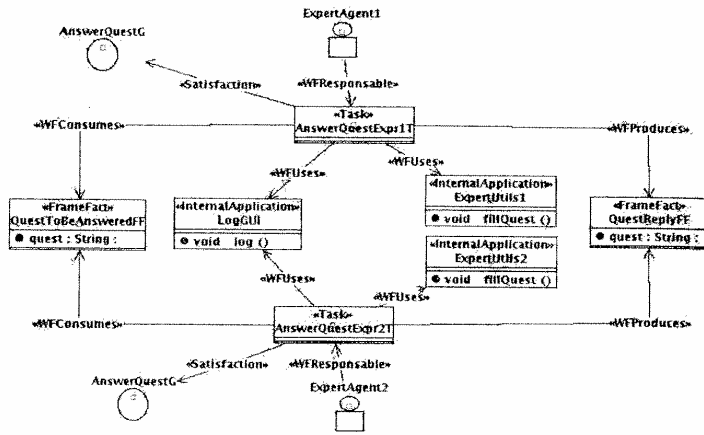 ExpertAgent1
AnswerQuestG
«Satisfaction»
«WFResponsable»
«Task»
AnswerQuestExpr1T
«WFConsumes»
«WFProduces»
«WFUses»
«WFUses»
«FrameFact»
QuestToBeAnsweredFF
quest : String :
«InternalApplication»
LogGUI
void log ()
«InternalApplication»
ExpertUtils1
void fillQuest ()
«FrameFact»
QuestReplyFF
quest : String :
«InternalApplication»
ExpertUtils2
void fillQuest ()
«WFUses»
«WFUses»
«Task»
AnswerQuestExpr2T
«WFConsumes»
«WFProduces»
«Satisfaction»
«WFResponsable»
AnswerQuestG
ExpertAgent2